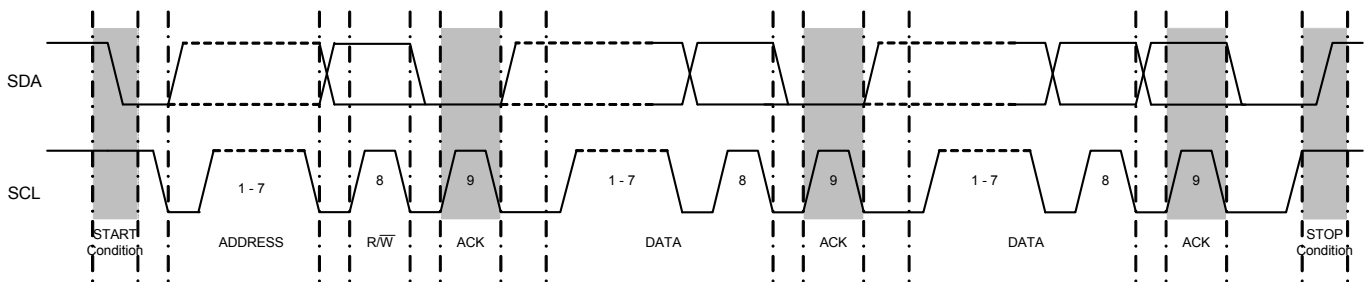 SDA
SCL
1 - 7
8
9
1 - 7
8
9
1 - 7
8
9
START
Condition
ADDRESS
R/W̅
ACK
DATA
ACK
DATA
ACK
STOP
Condition